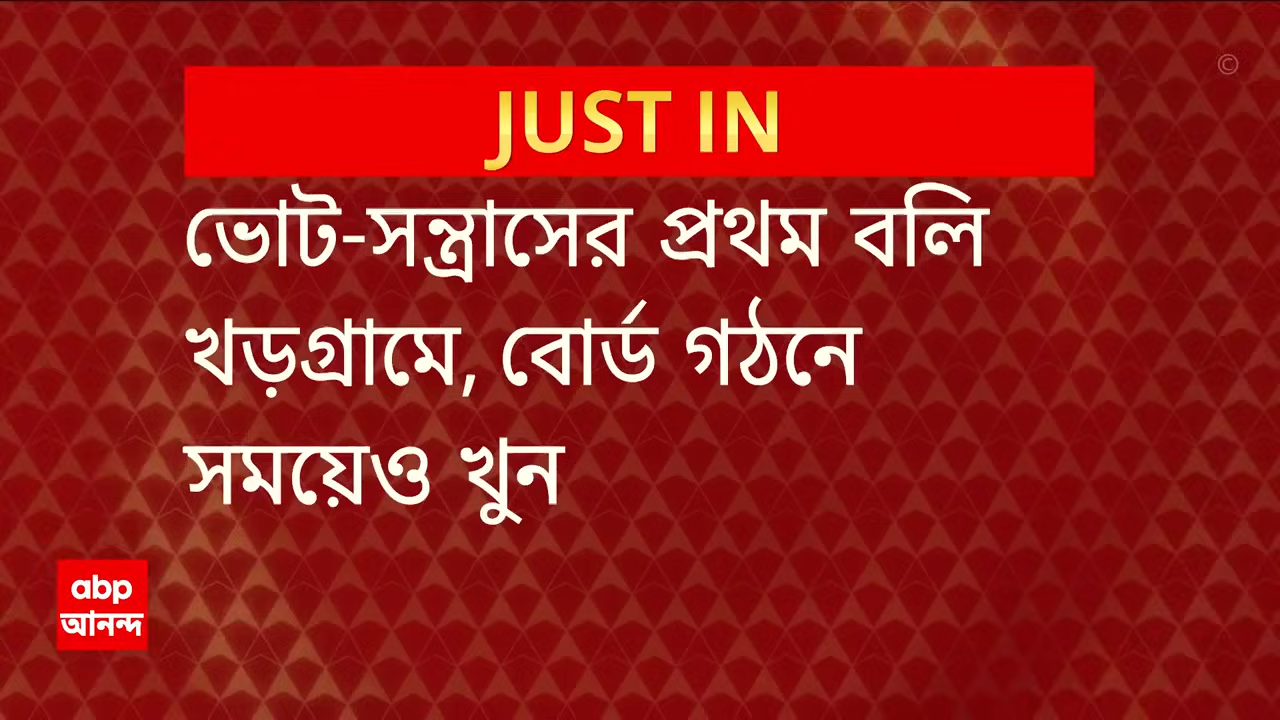 ©
JUST IN
ভোট-সন্ত্রাসের প্রথম বলি
খড়গ্রামে, বোর্ড গঠনে
সময়েও খুন
abp
আনন্দ